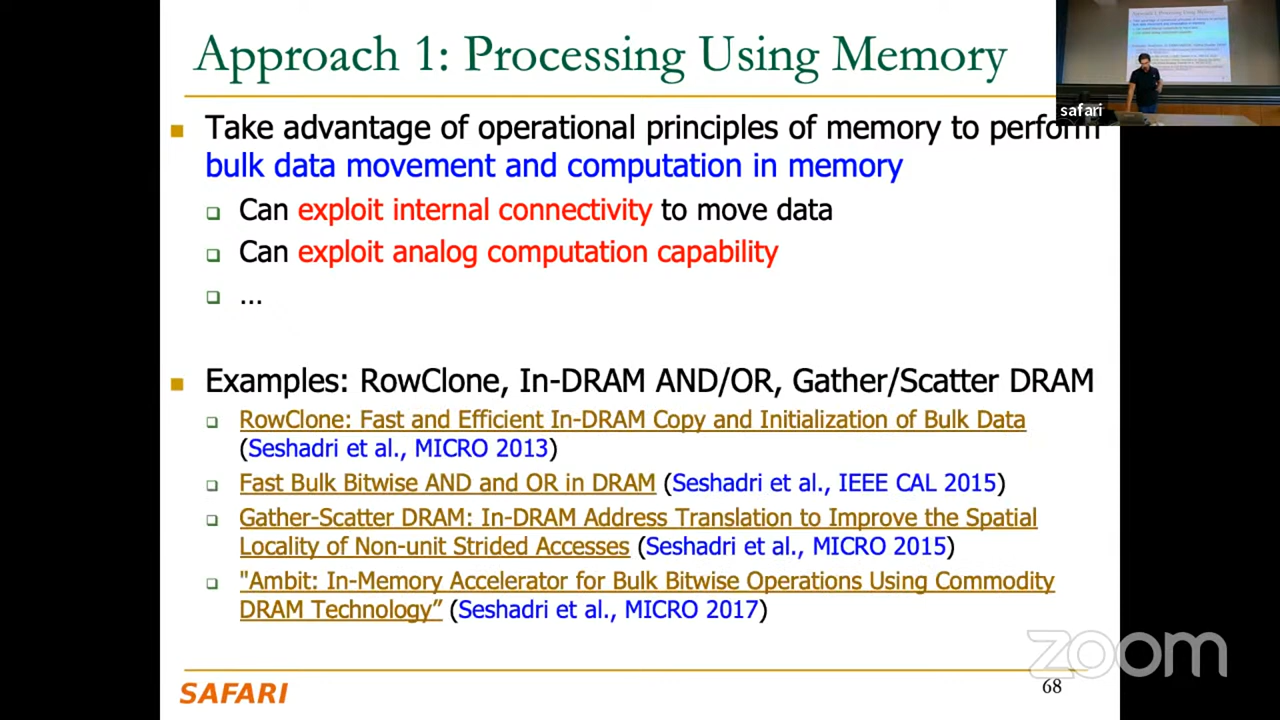 Approach 1: Processing Using Memory
safari
Take advantage of operational principles of memory to perform
bulk data movement and computation in memory
Can exploit internal connectivity to move data
Can exploit analog computation capability
...
Examples: RowClone, In-DRAM AND/OR, Gather/Scatter DRAM
RowClone: Fast and Efficient In-DRAM Copy and Initialization of Bulk Data
(Seshadri et al., MICRO 2013)
Fast Bulk Bitwise AND and OR in DRAM (Seshadri et al., IEEE CAL 2015)
Gather-Scatter DRAM: In-DRAM Address Translation to Improve the Spatial
Locality of Non-unit Strided Accesses (Seshadri et al., MICRO 2015)
"Ambit: In-Memory Accelerator for Bulk Bitwise Operations Using Commodity
DRAM Technology” (Seshadri et al., MICRO 2017)
zoom
SAFARI
68